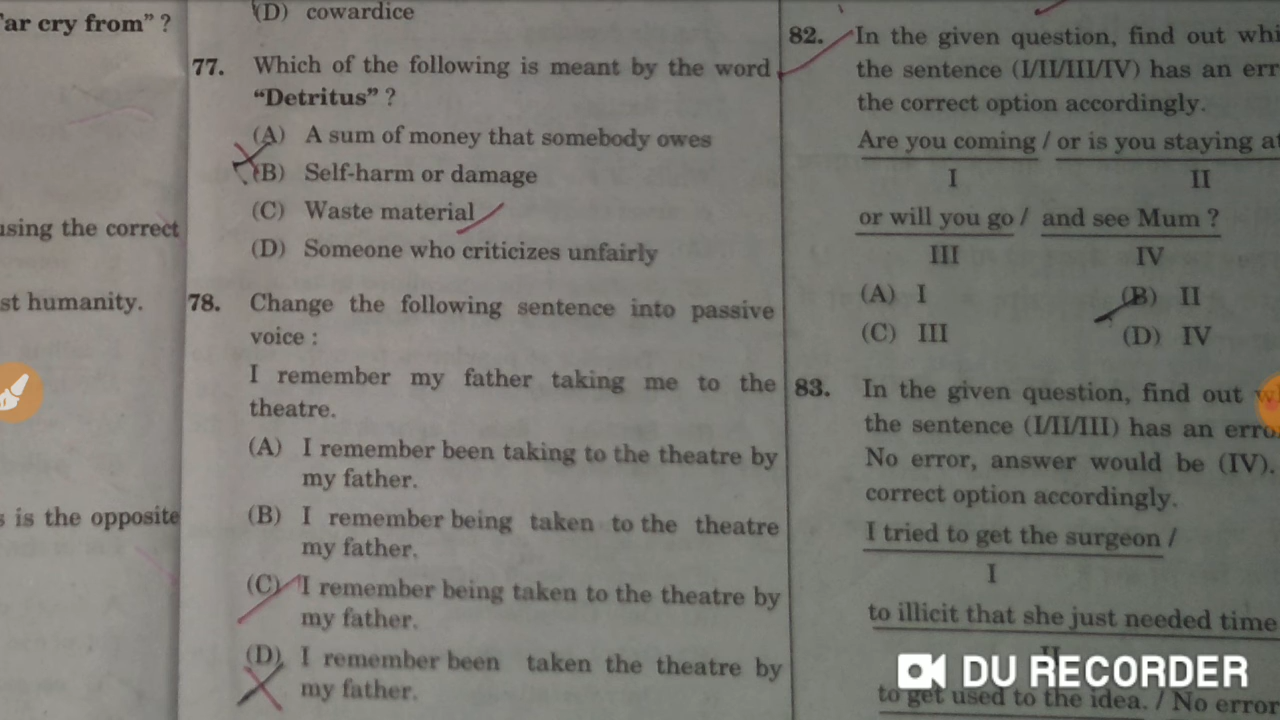 ar cry from” ?
using the correct
st humanity.
s is the opposite
(D) cowardice
77. Which of the following is meant by the word
“Detritus” ?
(A) A sum of money that somebody owes
(B) Self-harm or damage
(C) Waste material
(D) Someone who criticizes unfairly
78. Change the following sentence into passive
voice :
I remember my father taking me to the
theatre.
(A) I remember been taking to the theatre by
my father.
(B) I remember being taken to the theatre
my father.
(C) I remember being taken to the theatre by
my father.
(D) I remember been taken the theatre by
my father.
82. In the given question, find out whi
the sentence (I/II/III/IV) has an err
the correct option accordingly.
Are you coming / or is you staying at
I II
or will you go / and see Mum ?
III IV
(A) I (B) II
(C) III (D) IV
83. In the given question, find out w
the sentence (I/II/III) has an erro
No error, answer would be (IV).
correct option accordingly.
I tried to get the surgeon /
I
to illicit that she just needed time
II
to get used to the idea. / No error
DU RECORDER